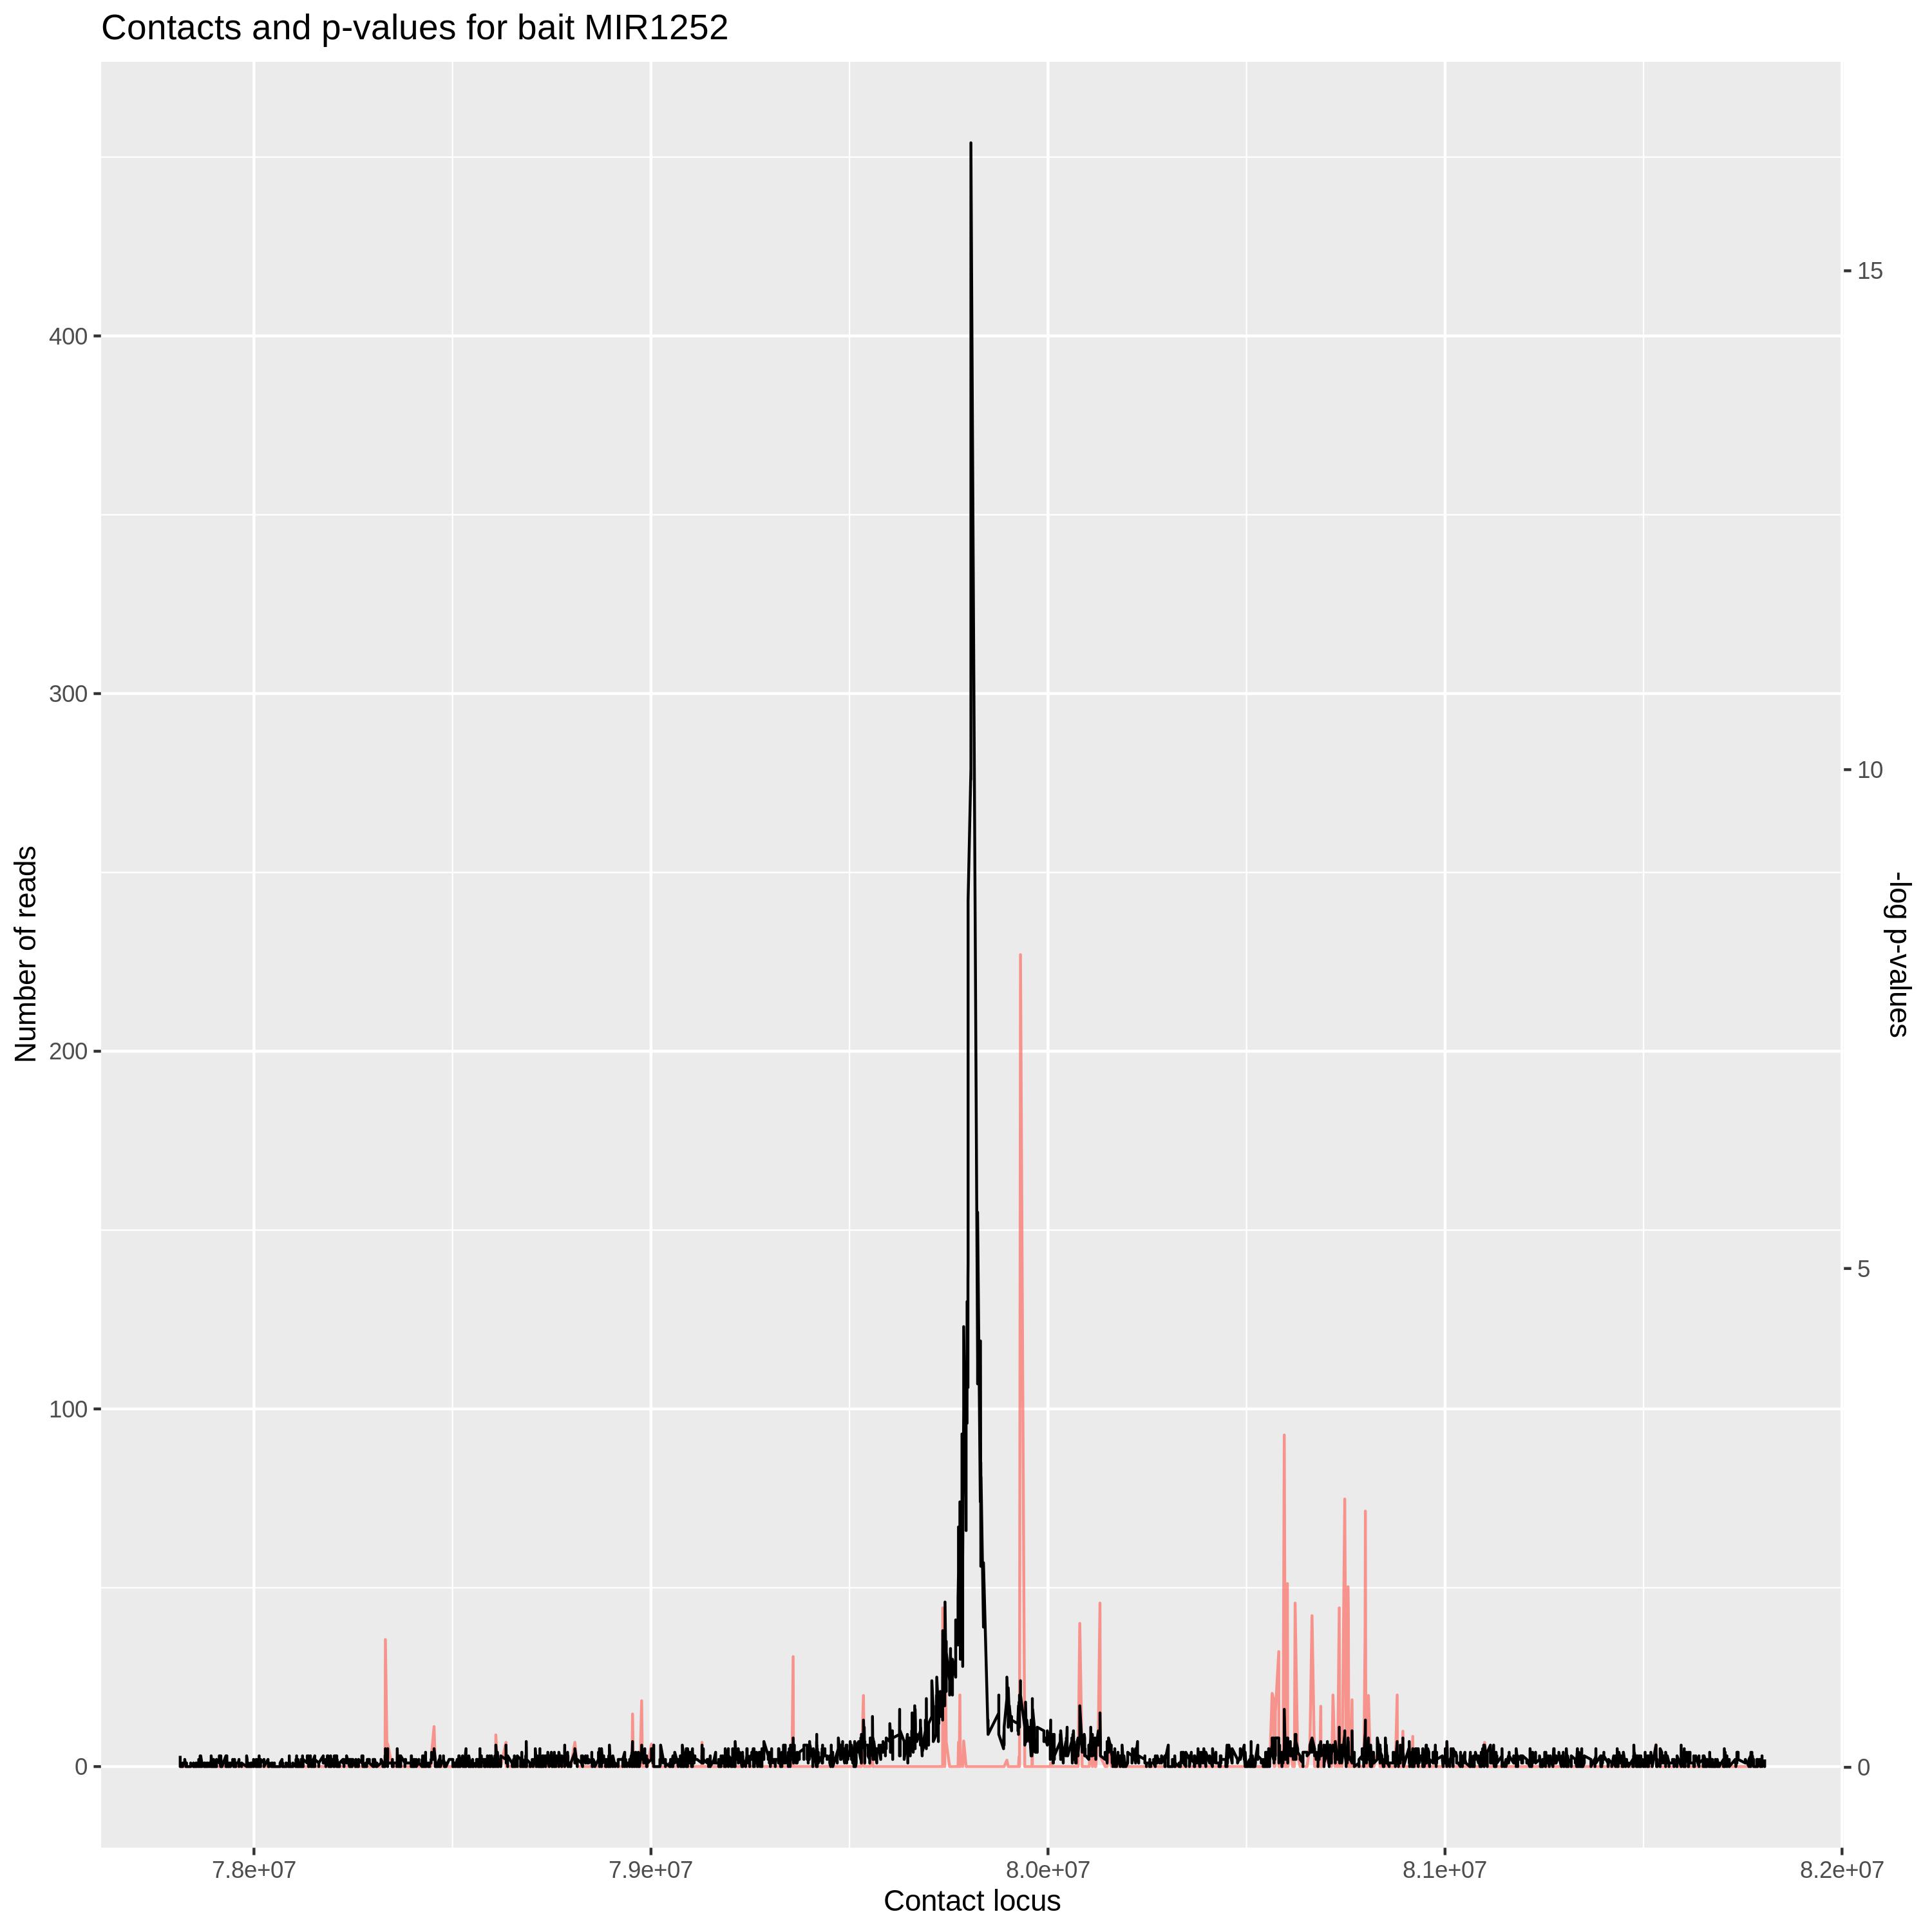 Contacts and p-values for bait MIR1252
400
300
200
100
0
Number of reads
15
10
5
0
-log p-values
7.8e+07 7.9e+07 8.0e+07 8.1e+07 8.2e+07
Contact locus